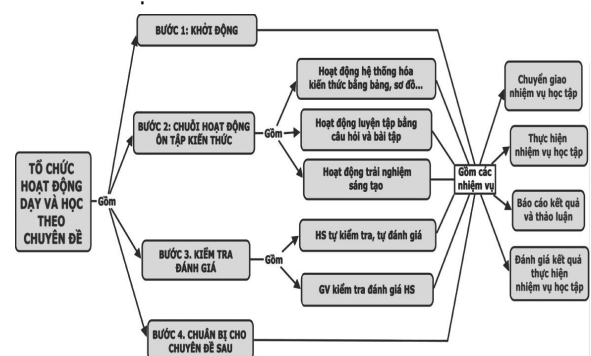 TỔ CHỨC
HOẠT ĐỘNG
DẠY VÀ HỌC
THEO
CHUYÊN ĐỀ
Gồm
BƯỚC 1: KHỞI ĐỘNG
BƯỚC 2: CHUỖI HOẠT ĐỘNG
ÔN TẬP KIẾN THỨC
Gồm
Hoạt động hệ thống hóa
kiến thức bằng bảng, sơ đồ...
Hoạt động luyện tập bằng
câu hỏi và bài tập
Hoạt động trải nghiệm
sáng tạo
BƯỚC 3. KIỂM TRA
ĐÁNH GIÁ
Gồm
HS tự kiểm tra, tự đánh giá
GV kiểm tra đánh giá HS
BƯỚC 4. CHUẨN BỊ CHO
CHUYÊN ĐỀ SAU
Gồm các
nhiệm vụ
Chuyển giao
nhiệm vụ học tập
Thực hiện
nhiệm vụ học tập
Báo cáo kết quả
và thảo luận
Đánh giá kết quả
thực hiện
nhiệm vụ học tập